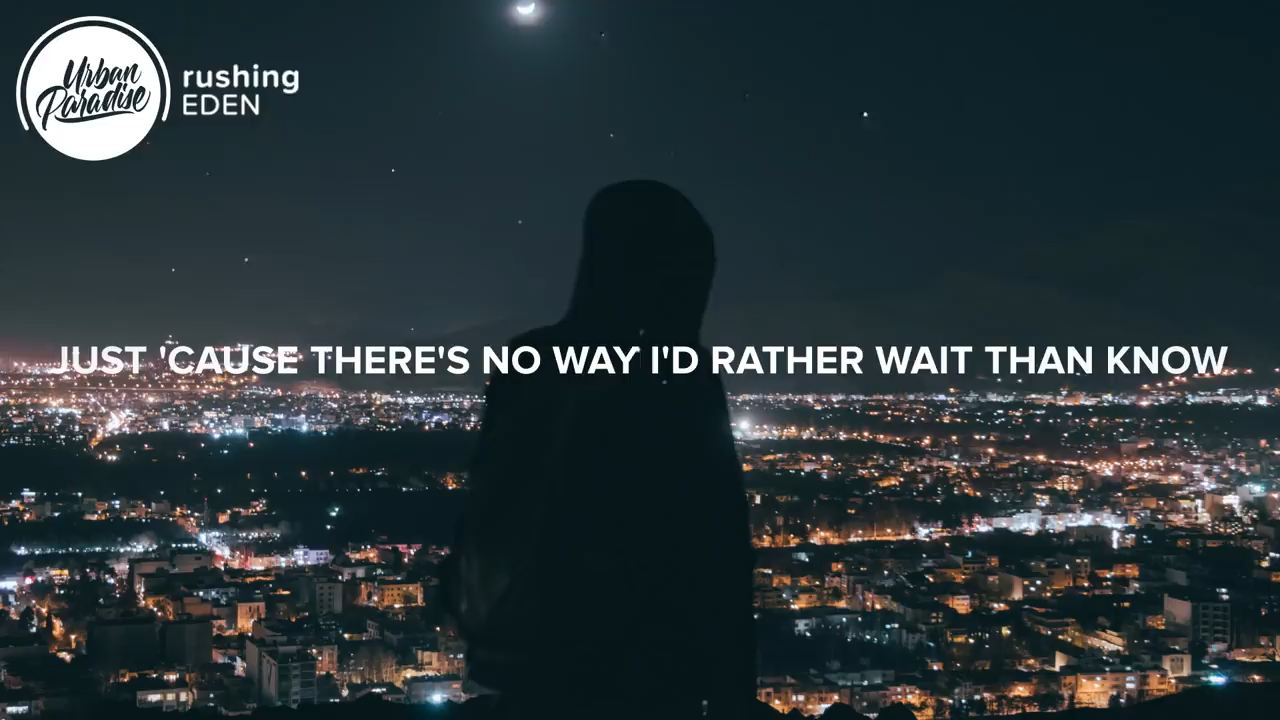 Urban
Paradise
rushing
EDEN
JUST 'CAUSE THERE'S NO WAY I'D RATHER WAIT THAN KNOW